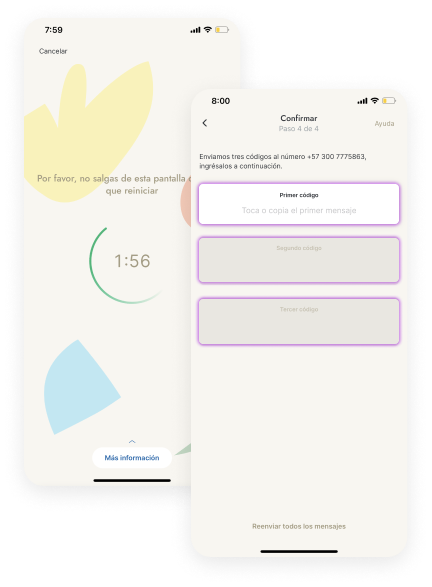 7:59
Cancelar
Por favor, no salgas de esta pantalla
que reiniciar
1:56
Más información
8:00
Confirmar
Paso 4 de 4
Ayuda
Enviamos tres códigos al número +57 300 7775863,
ingrésalos a continuación.
Primer código
Toca o copia el primer mensaje
Segundo código
Tercer código
Reenviar todos los mensajes